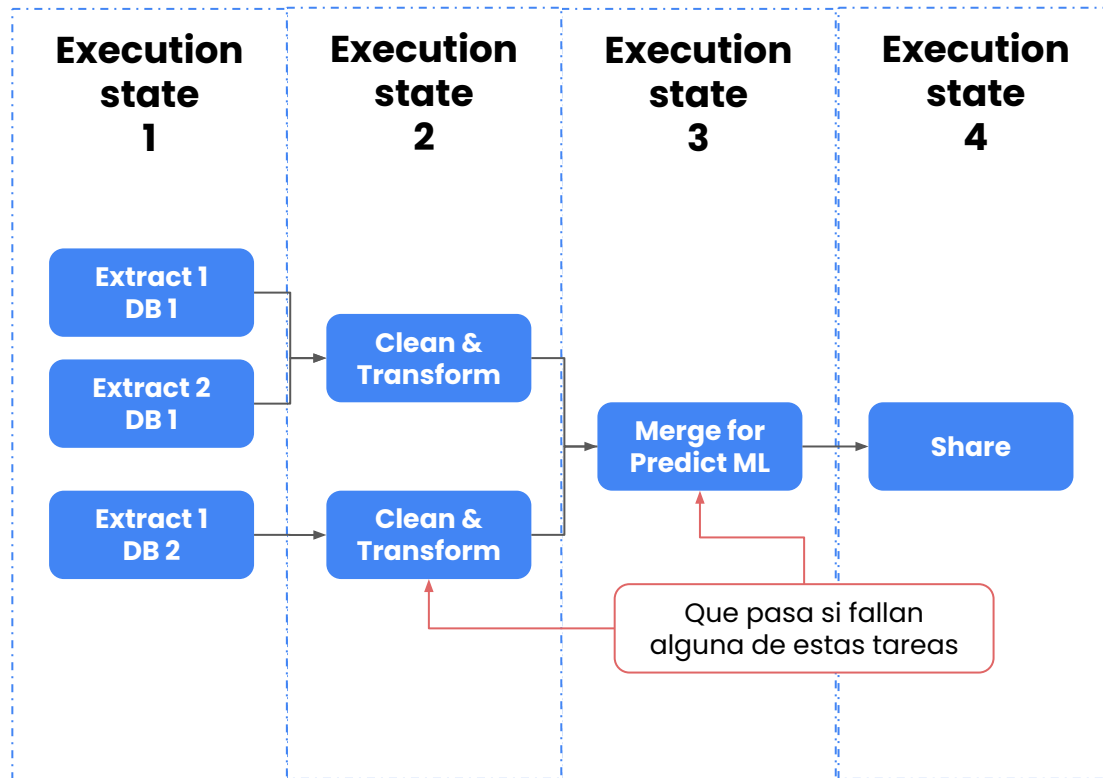 Execution
state
1
Execution
state
2
Execution
state
3
Execution
state
4
Extract 1
DB 1
Extract 2
DB 1
Extract 1
DB 2
Clean &
Transform
Clean &
Transform
Merge for
Predict ML
Share
Que pasa si fallan
alguna de estas tareas